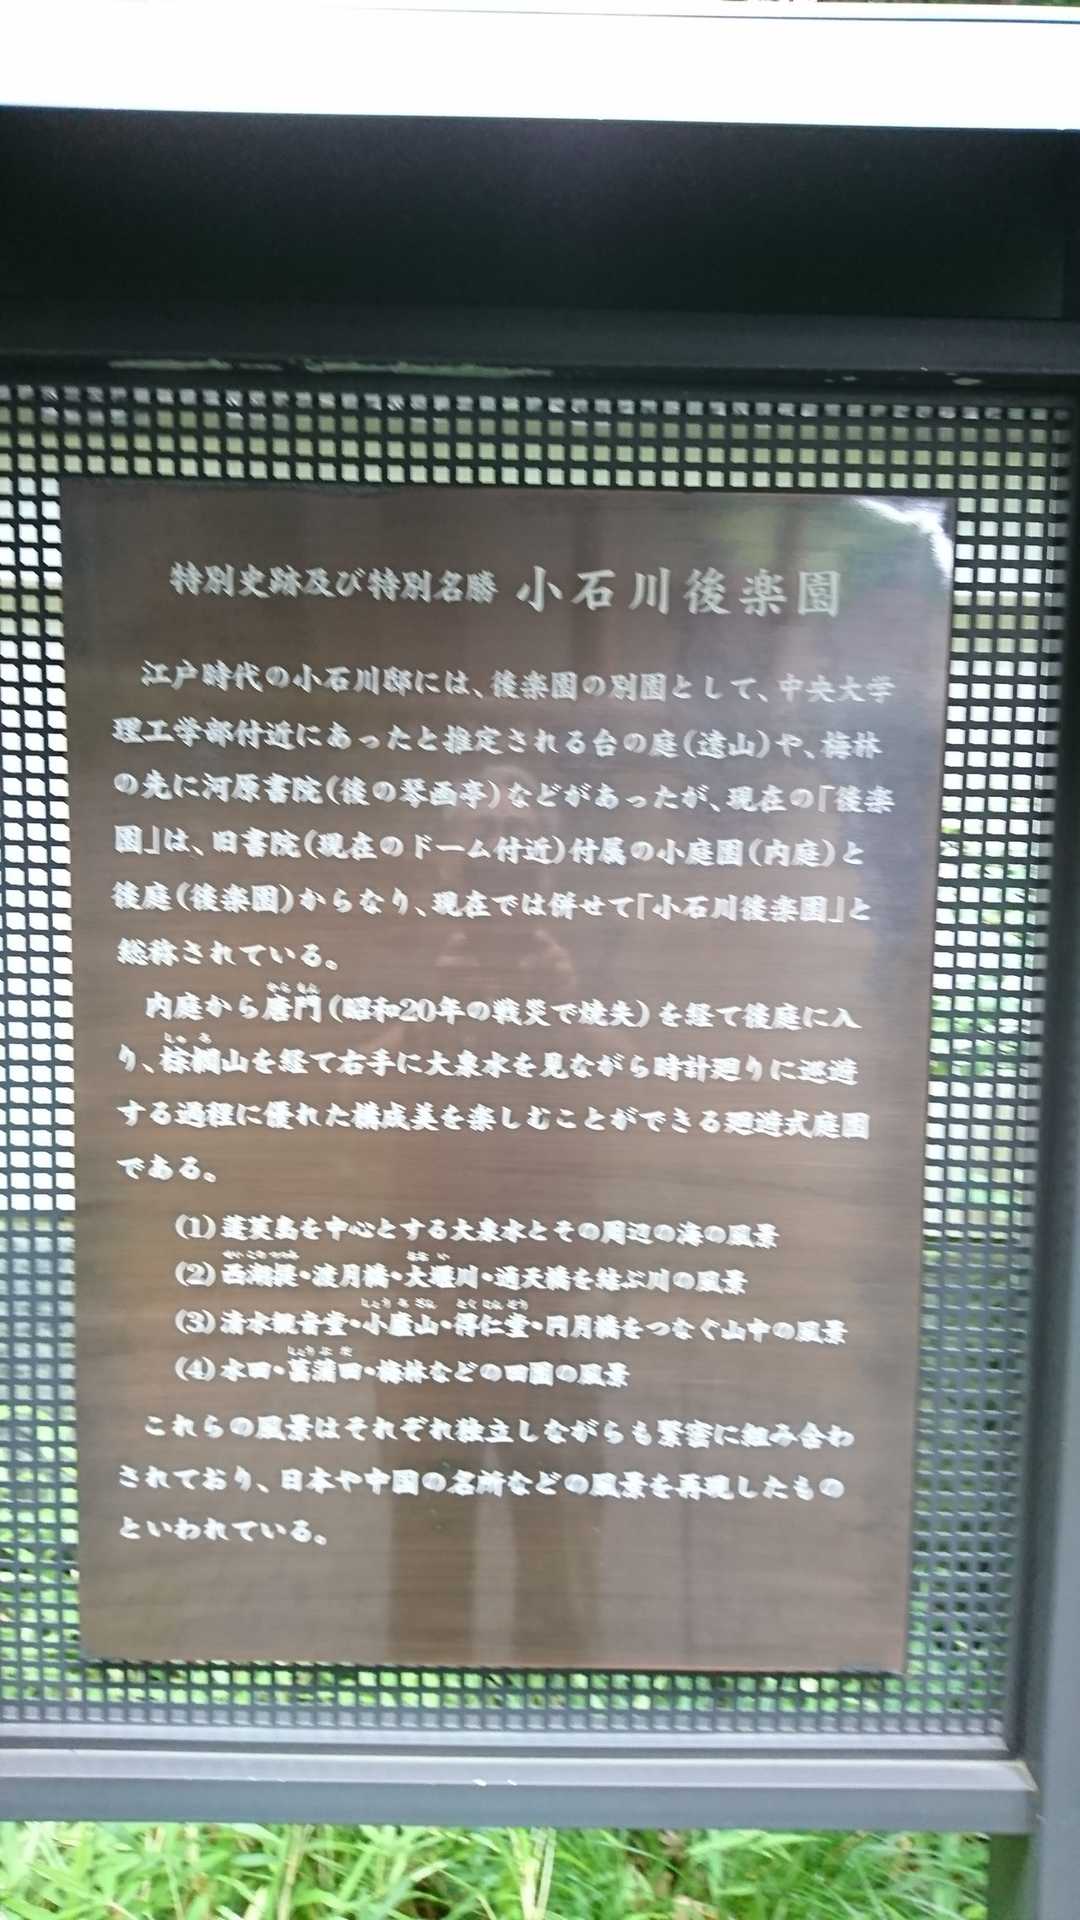 特別史跡及び特別名勝 小石川後楽園
江戸時代の小石川邸には、後楽園の別園として、中央大学
理工学部付近にあったと推定される台の庭(遠山)や、梅林
の先に河原書院(後の琴画亭)などがあったが、現在の「後楽
園」は、旧書院(現在のドーム付近)付属の小庭園(内庭)と
後庭(後楽園)からなり、現在では併せて「小石川後楽園」と
総称されている。
内庭から唐門(昭和20年の戦災で焼失)を経て後庭に入
り、棕櫚山を経て右手に大泉水を見ながら時計廻りに巡遊
する過程に優れた構成美を楽しむことができる廻遊式庭園
である。
(1)蓬莱島を中心とする大泉水とその周辺の海の風景
(2)西湖堤・渡月橋・大堰川・通天橋を結ぶ川の風景
(3)清水観音堂・小廬山・得仁堂・円月橋をつなぐ山中の風景
(4)水田・菖蒲田・梅林などの田園の風景
これらの風景はそれぞれ独立しながらも緊密に組み合わ
されており、日本や中国の名所などの風景を再現したもの
といわれている。